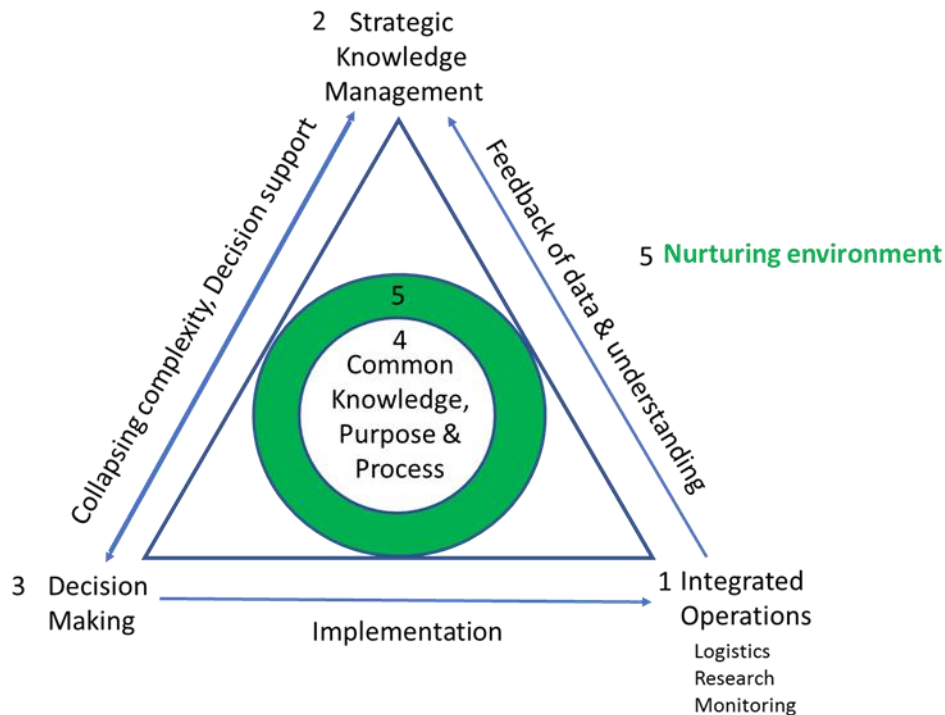 2 Strategic
Knowledge
Management
Collapsing complexity, Decision support
Feedback of data & understanding
5 Nurturing environment
5
4
Common
Knowledge,
Purpose &
Process
3 Decision
Making
Implementation
1 Integrated
Operations
Logistics
Research
Monitoring